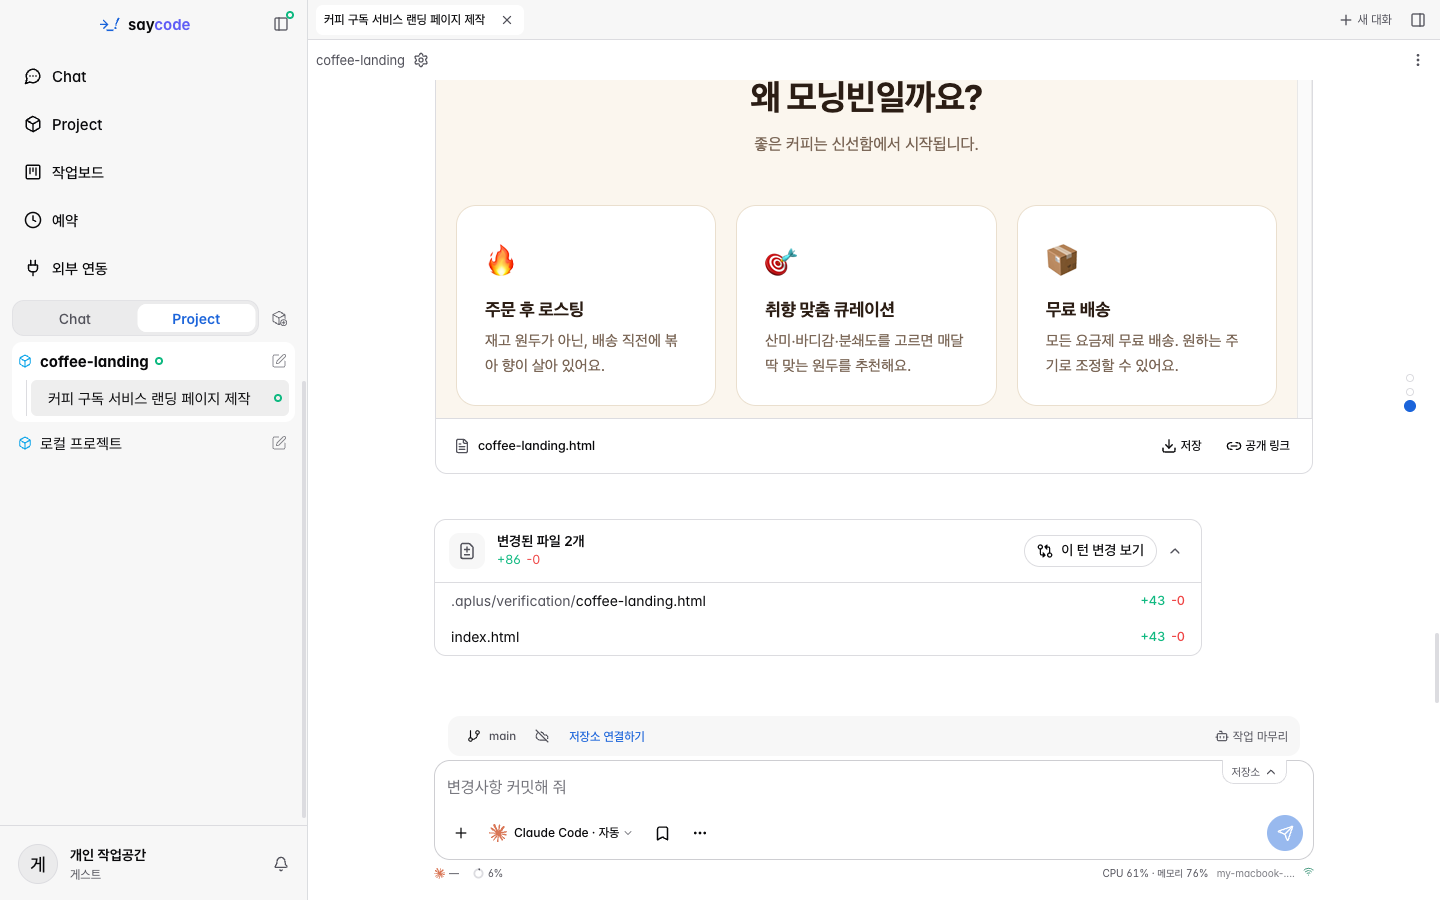 saycode
Chat
Project
작업보드
예약
외부 연동
Chat
Project
coffee-landing
커피 구독 서비스 랜딩 페이지 제작
로컬 프로젝트
게
개인 작업공간
게스트
커피 구독 서비스 랜딩 페이지 제작
새 대화
coffee-landing
왜 모닝빈일까요?
좋은 커피는 신선함에서 시작됩니다.
주문 후 로스팅
재고 원두가 아닌, 배송 직전에 볶
아 향이 살아 있어요.
취향 맞춤 큐레이션
산미·바디감·분쇄도를 고르면 매달
딱 맞는 원두를 추천해요.
무료 배송
모든 요금제 무료 배송. 원하는 주
기로 조정할 수 있어요.
coffee-landing.html
저장
공개 링크
변경된 파일 2개
+86 -0
이 턴 변경 보기
.aplus/verification/coffee-landing.html
+43 -0
index.html
+43 -0
main
저장소 연결하기
작업 마무리
저장소
변경사항 커밋해 줘
Claude Code · 자동
—
6%
CPU 61% · 메모리 76%
my-macbook-....